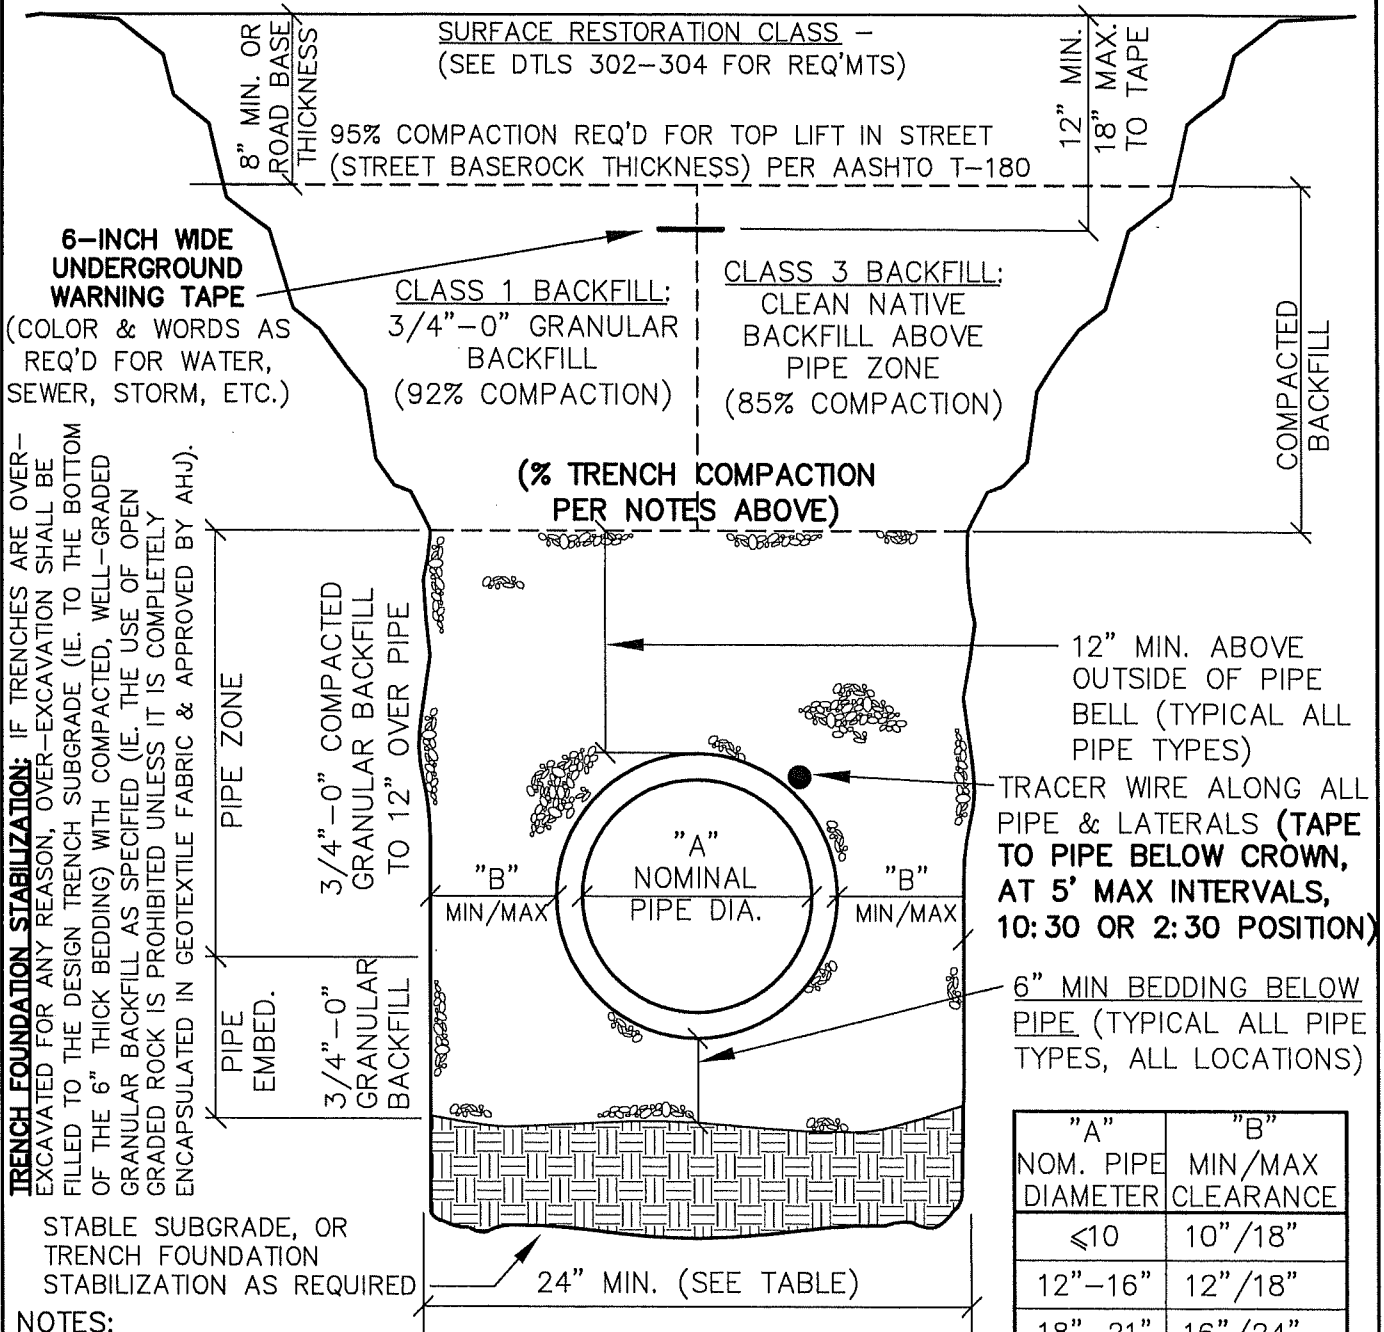 SURFACE RESTORATION CLASS –
(SEE DTLS 302–304 FOR REQ'MTS)
8" MIN. OR
ROAD BASE
THICKNESS
12" MIN.
18" MAX.
TO TAPE
95% COMPACTION REQ'D FOR TOP LIFT IN STREET
(STREET BASEROCK THICKNESS) PER AASHTO T–180
6–INCH WIDE
UNDERGROUND
WARNING TAPE
(COLOR & WORDS AS
REQ'D FOR WATER,
SEWER, STORM, ETC.)
CLASS 1 BACKFILL:
3/4"–0" GRANULAR
BACKFILL
(92% COMPACTION)
CLASS 3 BACKFILL:
CLEAN NATIVE
BACKFILL ABOVE
PIPE ZONE
(85% COMPACTION)
COMPACTED
BACKFILL
(% TRENCH COMPACTION
PER NOTES ABOVE)
TRENCH FOUNDATION STABILIZATION: IF TRENCHES ARE OVER–
EXCAVATED FOR ANY REASON, OVER–EXCAVATION SHALL BE
FILLED TO THE DESIGN TRENCH SUBGRADE (IE. TO THE BOTTOM
OF THE 6" THICK BEDDING) WITH COMPACTED, WELL–GRADED
GRANULAR BACKFILL AS SPECIFIED (IE. THE USE OF OPEN
GRADED ROCK IS PROHIBITED UNLESS IT IS COMPLETELY
ENCAPSULATED IN GEOTEXTILE FABRIC & APPROVED BY AHJ).
PIPE ZONE
3/4"–0" COMPACTED
GRANULAR BACKFILL
TO 12" OVER PIPE
12" MIN. ABOVE
OUTSIDE OF PIPE
BELL (TYPICAL ALL
PIPE TYPES)
TRACER WIRE ALONG ALL
PIPE & LATERALS (TAPE
TO PIPE BELOW CROWN,
AT 5' MAX INTERVALS,
10:30 OR 2:30 POSITION)
"B"
MIN/MAX
"A"
NOMINAL
PIPE DIA.
"B"
MIN/MAX
PIPE
EMBED.
3/4"–0"
GRANULAR
BACKFILL
6" MIN BEDDING BELOW
PIPE (TYPICAL ALL PIPE
TYPES, ALL LOCATIONS)
STABLE SUBGRADE, OR
TRENCH FOUNDATION
STABILIZATION AS REQUIRED
24" MIN. (SEE TABLE)
"A" "B"
NOM. PIPE MIN/MAX
DIAMETER CLEARANCE
⩽10 10"/18"
12"–16" 12"/18"
18"–21" 16"/24"
NOTES: